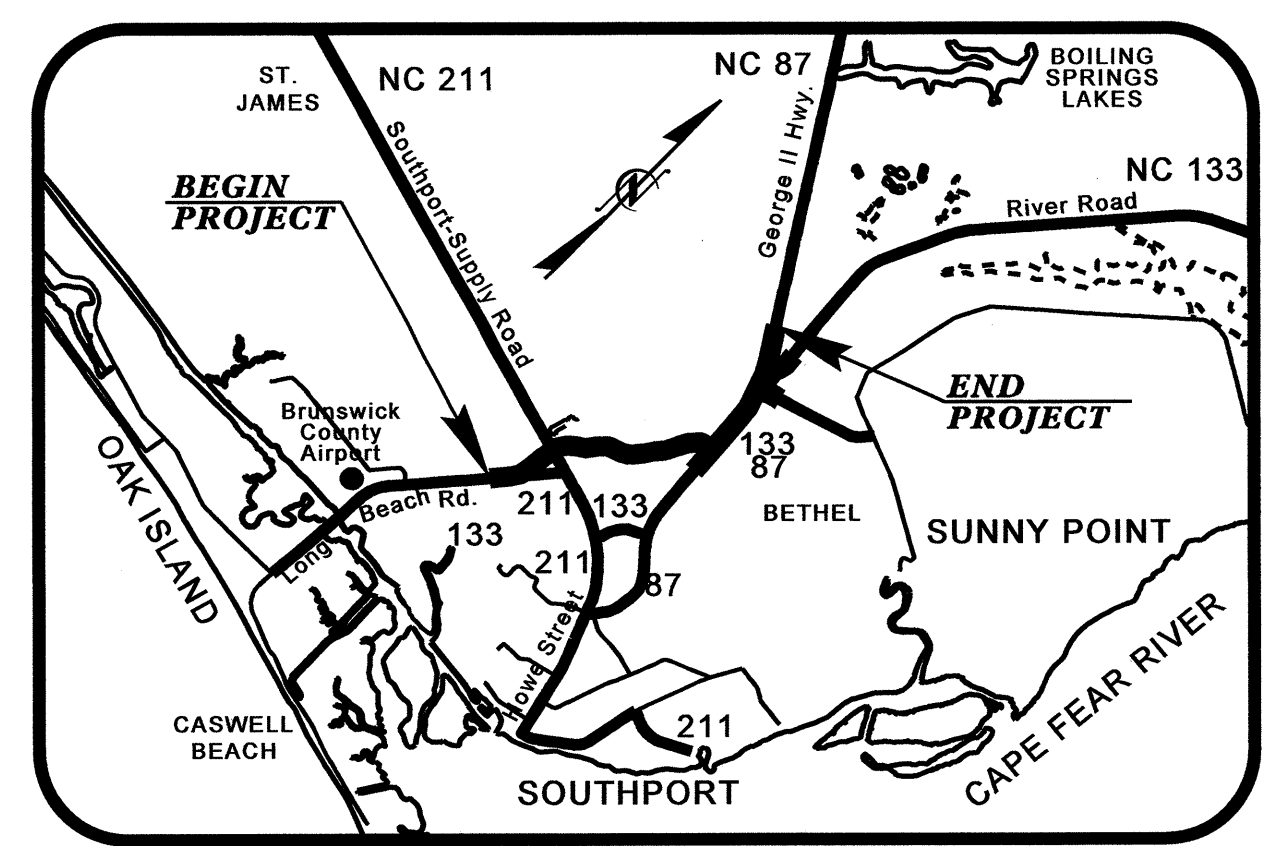 ST.
JAMES
NC 211
NC 87
BOILING
SPRINGS
LAKES
NC 133
River Road
George II Hwy.
Southport-Supply Road
BEGIN
PROJECT
N
END
PROJECT
Brunswick
County
Airport
OAK ISLAND
Long Beach Rd.
211
133
133
87
BETHEL
SUNNY POINT
133
211
87
Howe Street
CASWELL
BEACH
211
SOUTHPORT
CAPE FEAR RIVER